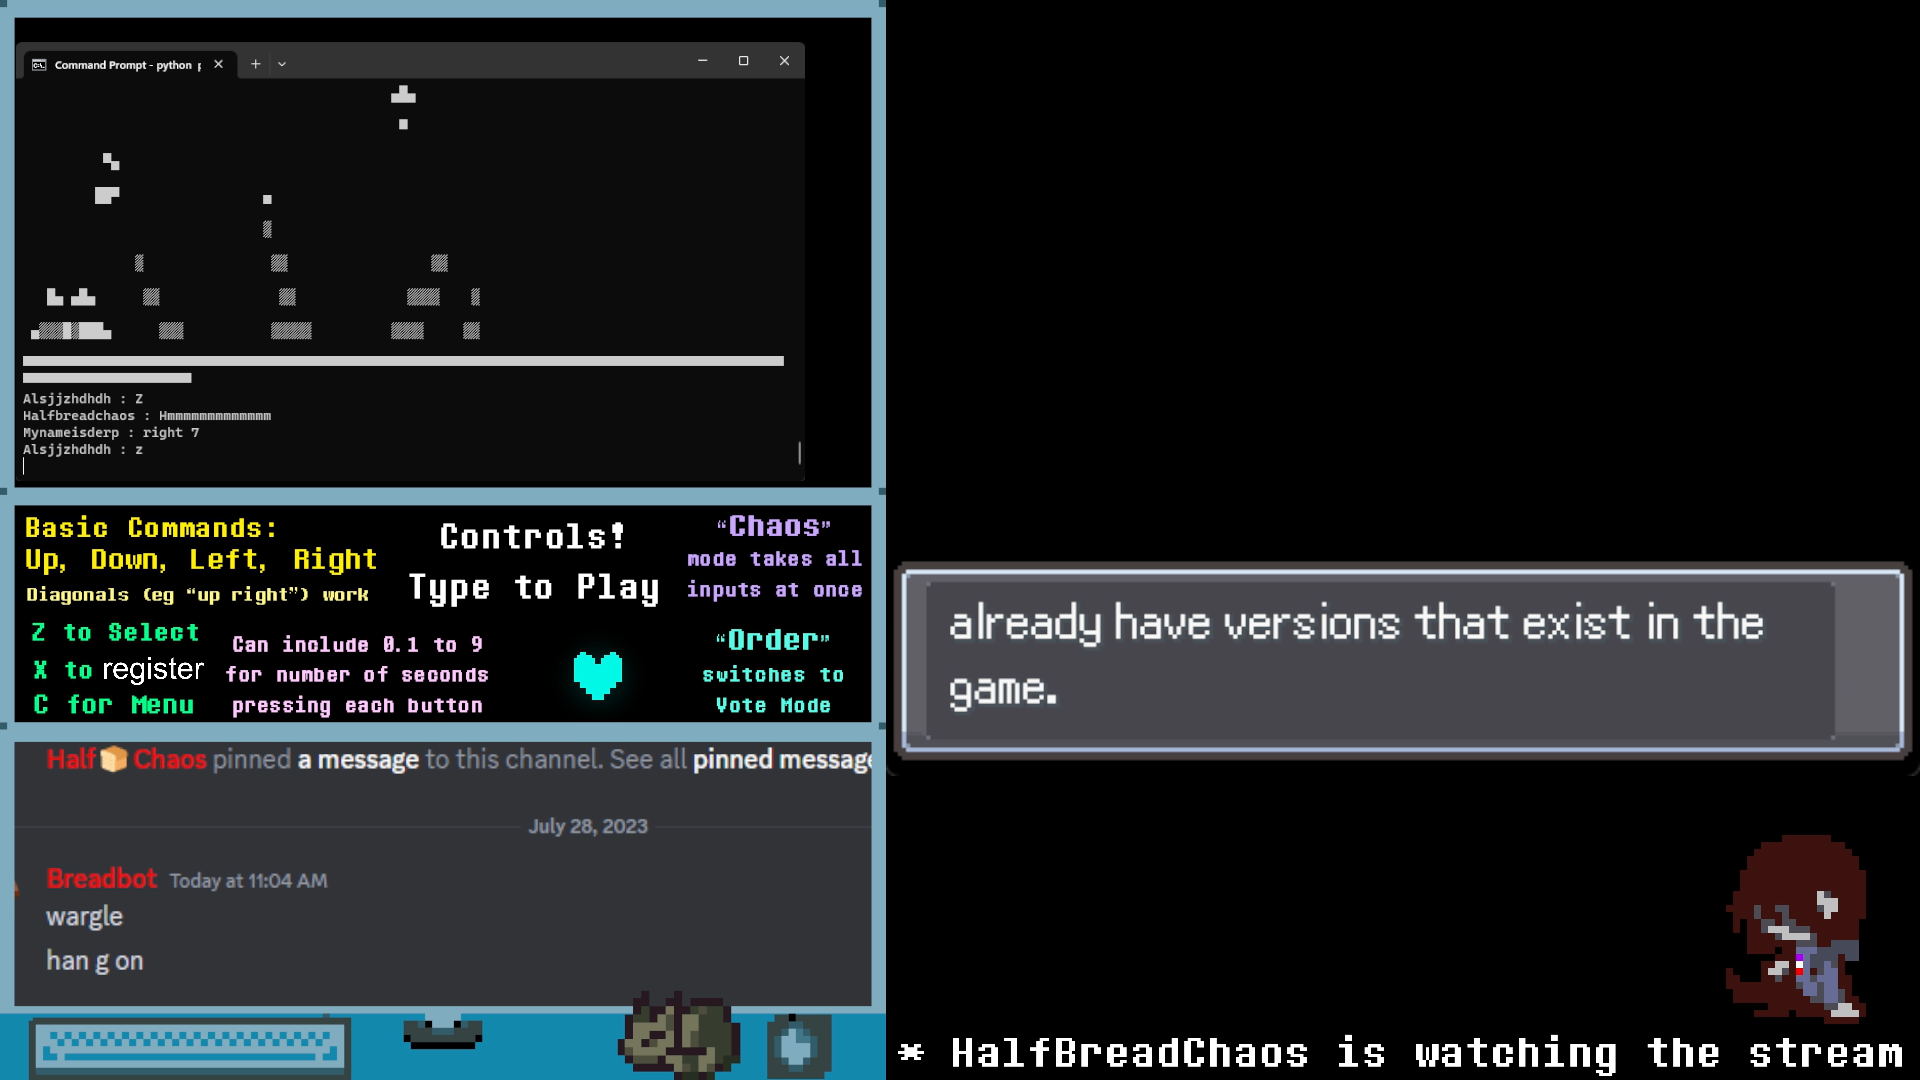 Command Prompt - python p
Alsjjzhdhdh : Z
Halfbreadchaos : Hmmmmmmmmmmmmm
Mynameisderp : right 7
Alsjjzhdhdh : z
Basic Commands:
Up, Down, Left, Right
Diagonals (eg “up right”) work
Z to Select
X to register
C for Menu
Can include 0.1 to 9
for number of seconds
pressing each button
Controls!
Type to Play
“Chaos”
mode takes all
inputs at once
“Order”
switches to
Vote Mode
Half Chaos pinned a message to this channel. See all pinned message
July 28, 2023
Breadbot Today at 11:04 AM
wargle
han g on
already have versions that exist in the
game.
* HalfBreadChaos is watching the stream